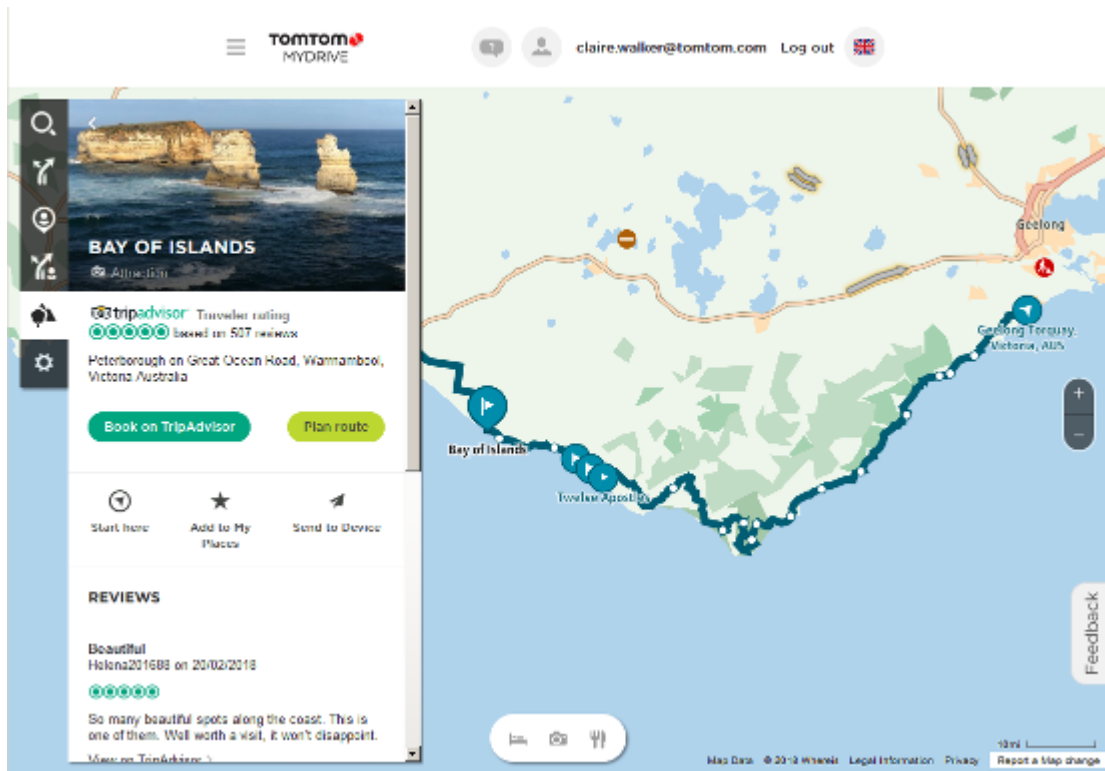 TOMTOM
MYDRIVE
claire.walker@tomtom.com Log out
BAY OF ISLANDS
Attraction
tripadvisor Traveler rating
based on 507 reviews
Peterborough on Great Ocean Road, Warrnambool,
Victoria Australia
Book on TripAdvisor
Plan route
Start here
Add to My
Places
Send to Device
REVIEWS
Beautiful
Helena201688 on 20/02/2018
So many beautiful spots along the coast. This is
one of them. Well worth a visit, it won't disappoint.
View on TripAdvisor >
Geelong
Geelong Torquay,
Victoria, AUS
Bay of Islands
Twelve Apostles
+
−
Feedback
10mi
Map Data © 2018 Whereis Legal Information Privacy Report a Map change